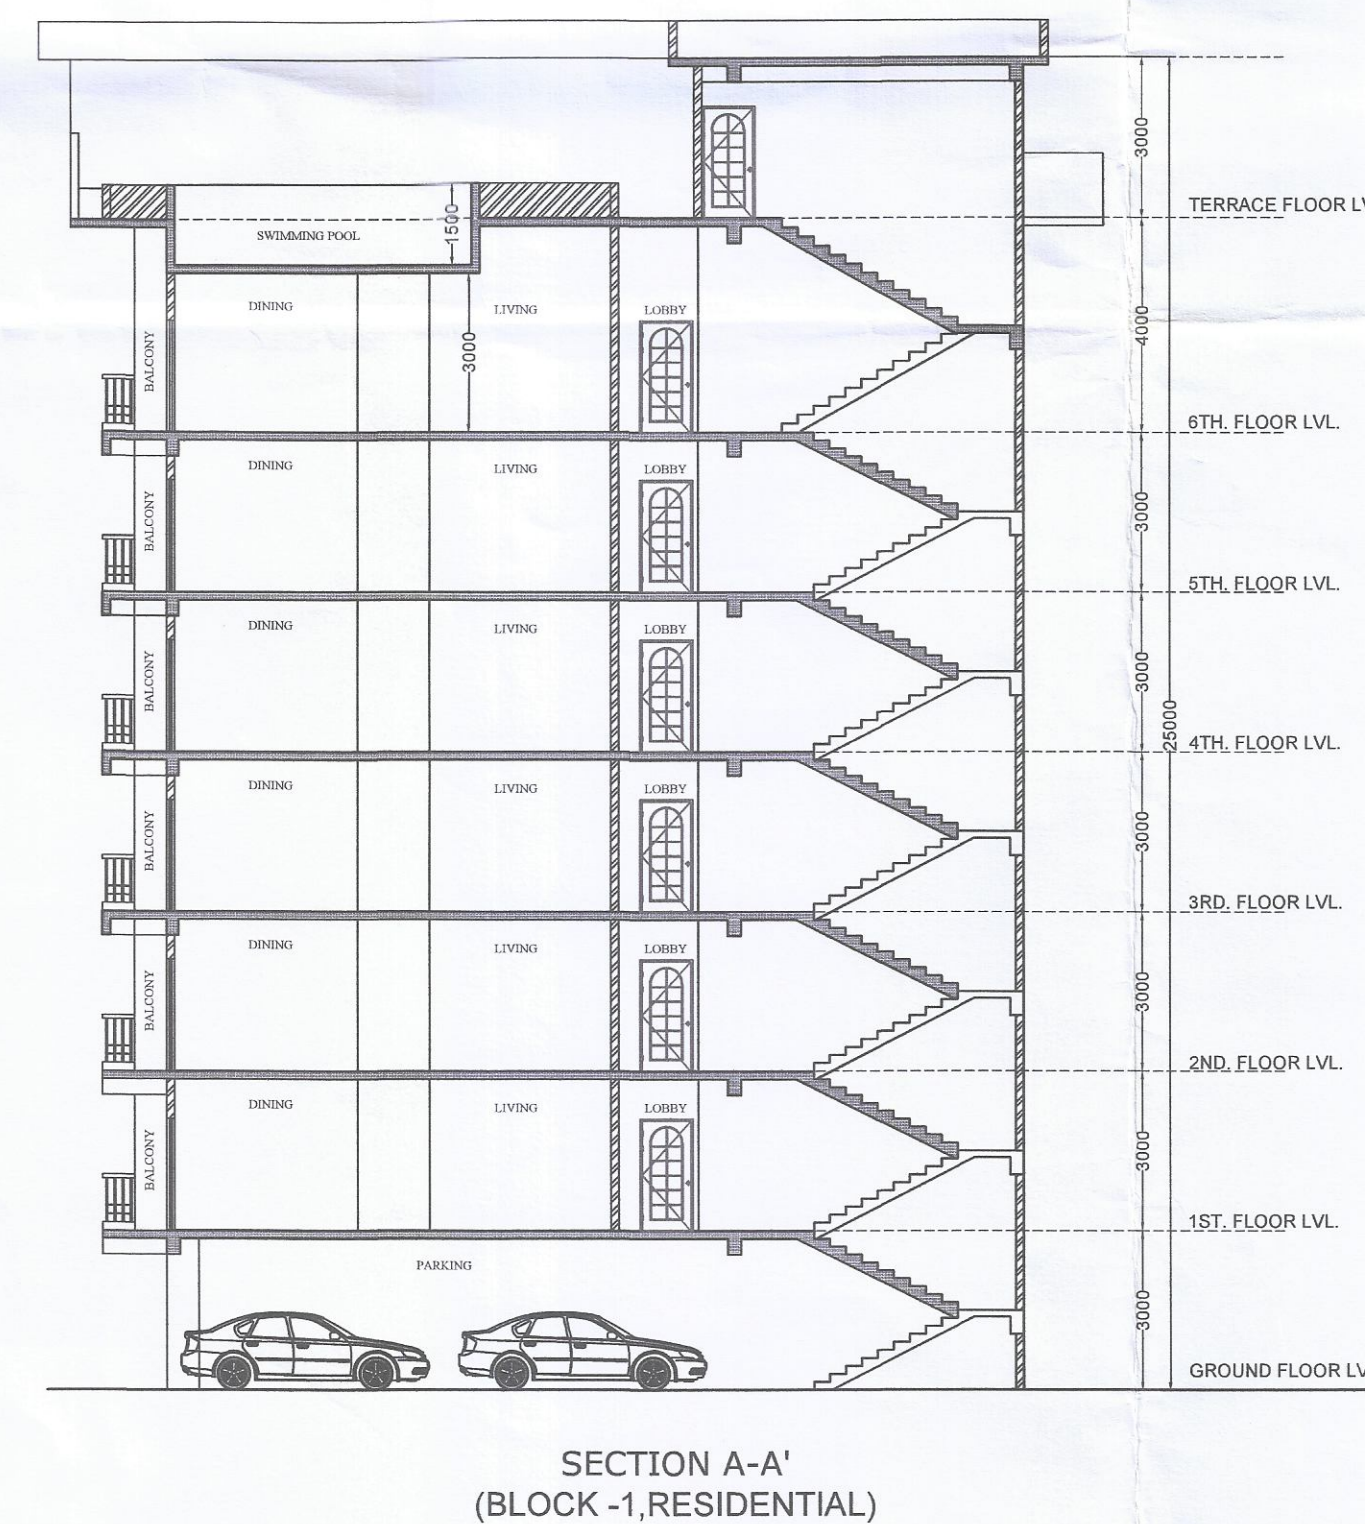 3000
TERRACE FLOOR LV
1500
SWIMMING POOL
DINING
LIVING
LOBBY
BALCONY
3000
4000
6TH. FLOOR LVL.
DINING
LIVING
LOBBY
BALCONY
3000
5TH. FLOOR LVL.
DINING
LIVING
LOBBY
BALCONY
3000
25000
4TH. FLOOR LVL.
DINING
LIVING
LOBBY
BALCONY
3000
3RD. FLOOR LVL.
DINING
LIVING
LOBBY
BALCONY
3000
2ND. FLOOR LVL.
DINING
LIVING
LOBBY
BALCONY
3000
1ST. FLOOR LVL.
PARKING
3000
GROUND FLOOR LV
SECTION A-A'
(BLOCK -1,RESIDENTIAL)